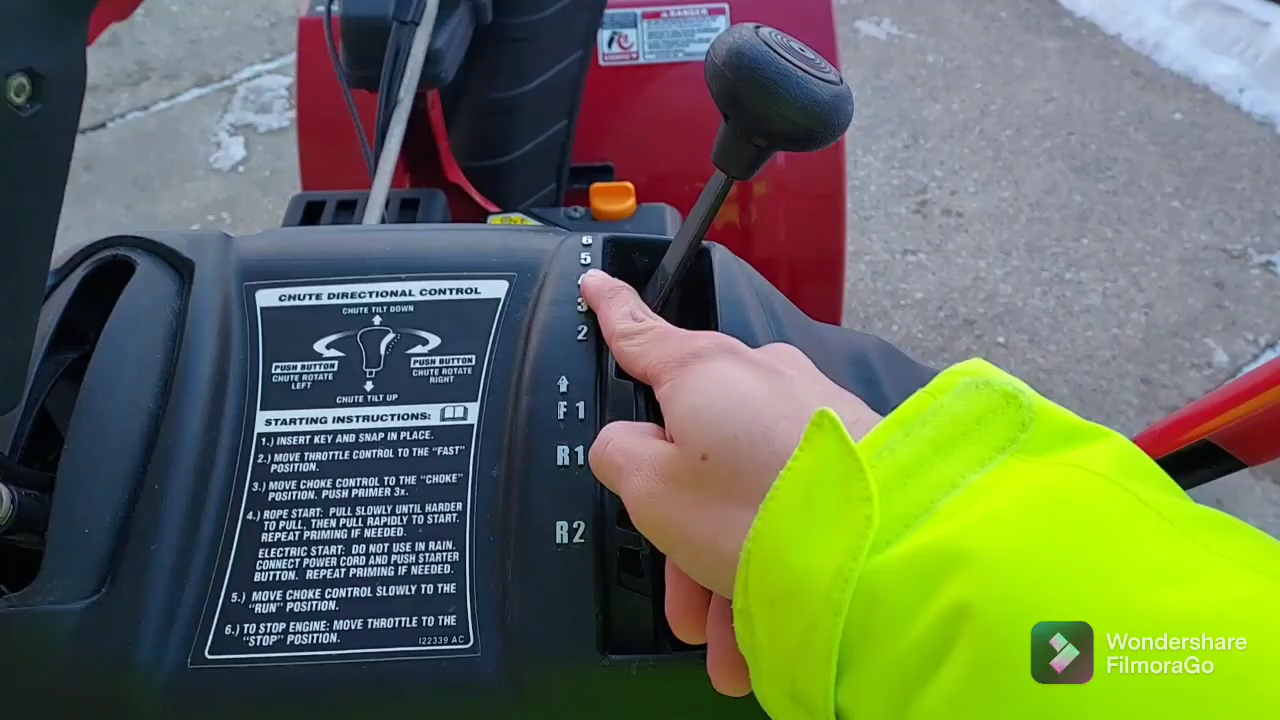 DANGER
6
5
3
2
F 1
R1
R2
CHUTE DIRECTIONAL CONTROL
CHUTE TILT DOWN
PUSH BUTTON
CHUTE ROTATE
LEFT
PUSH BUTTON
CHUTE ROTATE
RIGHT
CHUTE TILT UP
STARTING INSTRUCTIONS:
1.) INSERT KEY AND SNAP IN PLACE.
2.) MOVE THROTTLE CONTROL TO THE "FAST"
POSITION.
3.) MOVE CHOKE CONTROL TO THE "CHOKE"
POSITION. PUSH PRIMER 3x.
4.) ROPE START: PULL SLOWLY UNTIL HARDER
TO PULL, THEN PULL RAPIDLY TO START.
REPEAT PRIMING IF NEEDED.
ELECTRIC START: DO NOT USE IN RAIN.
CONNECT POWER CORD AND PUSH STARTER
BUTTON. REPEAT PRIMING IF NEEDED.
5.) MOVE CHOKE CONTROL SLOWLY TO THE
"RUN" POSITION.
6.) TO STOP ENGINE: MOVE THROTTLE TO THE
"STOP" POSITION.
I22339 AC
Wondershare
FilmoraGo